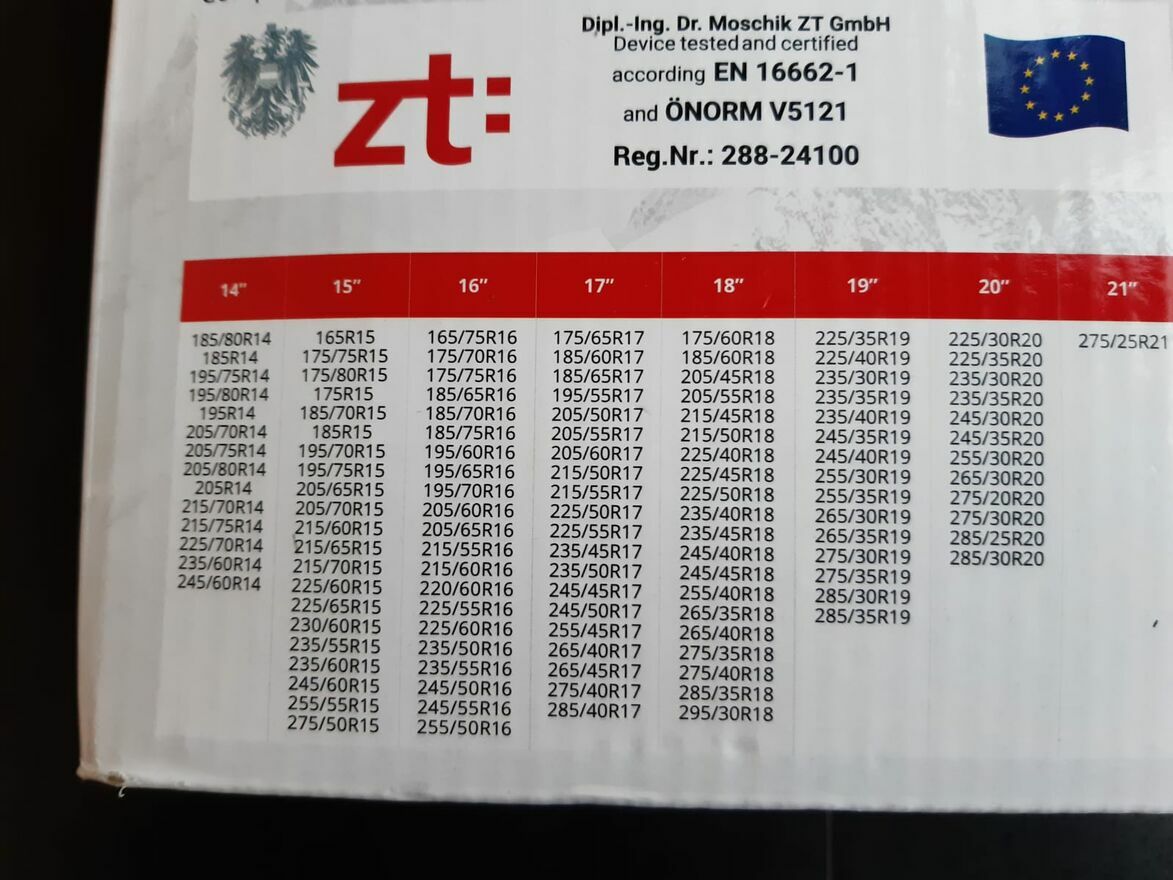 zt:
Dipl.-Ing. Dr. Moschik ZT GmbH
Device tested and certified
according EN 16662-1
and ÖNORM V5121
Reg.Nr.: 288-24100
14"
185/80R14
185R14
195/75R14
195/80R14
195R14
205/70R14
205/75R14
205/80R14
205R14
215/70R14
215/75R14
225/70R14
235/60R14
245/60R14
15"
165R15
175/75R15
175/80R15
175R15
185/70R15
185R15
195/70R15
195/75R15
205/65R15
205/70R15
215/60R15
215/65R15
215/70R15
225/60R15
225/65R15
230/60R15
235/55R15
235/60R15
245/60R15
255/55R15
275/50R15
16"
165/75R16
175/70R16
175/75R16
185/65R16
185/70R16
185/75R16
195/60R16
195/65R16
195/70R16
205/60R16
205/65R16
215/55R16
215/60R16
220/60R16
225/55R16
225/60R16
235/50R16
235/55R16
245/50R16
245/55R16
255/50R16
17"
175/65R17
185/60R17
185/65R17
195/55R17
205/50R17
205/55R17
205/60R17
215/50R17
215/55R17
225/50R17
225/55R17
235/45R17
235/50R17
245/45R17
245/50R17
255/45R17
265/40R17
265/45R17
275/40R17
285/40R17
18"
175/60R18
185/60R18
205/45R18
205/55R18
215/45R18
215/50R18
225/40R18
225/45R18
225/50R18
235/40R18
235/45R18
245/40R18
245/45R18
255/40R18
265/35R18
265/40R18
275/35R18
275/40R18
285/35R18
295/30R18
19"
225/35R19
225/40R19
235/30R19
235/35R19
235/40R19
245/35R19
245/40R19
255/30R19
255/35R19
265/30R19
265/35R19
275/30R19
275/35R19
285/30R19
285/35R19
20"
225/30R20
225/35R20
235/30R20
235/35R20
245/30R20
245/35R20
255/30R20
265/30R20
275/20R20
275/30R20
285/25R20
285/30R20
21"
275/25R21